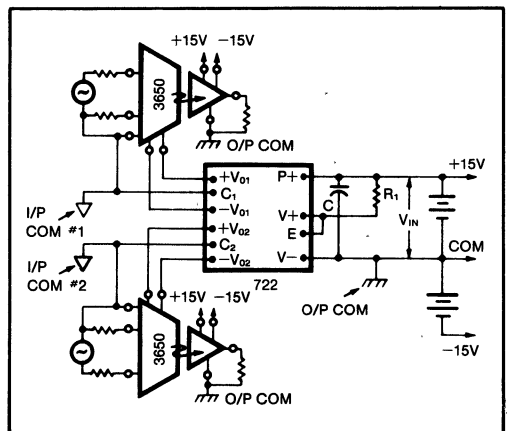 +15V −15V
3650
O/P COM
I/P
COM #1
+V01
C1
−V01
+V02
C2
−V02
P+
V+
E
V−
722
C
R1
VIN
+15V
COM
O/P COM
−15V
I/P
COM #2
+15V −15V
3650
O/P COM